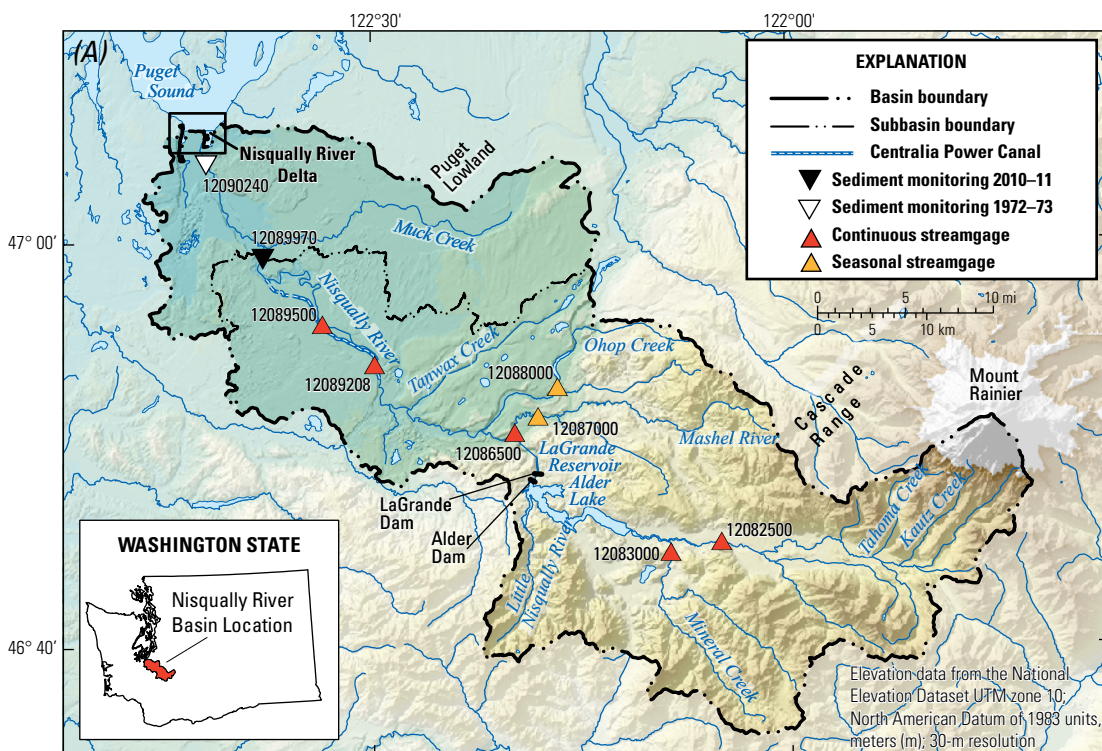 122°30'
122°00'
(A)
Puget
Sound
Nisqually River
Delta
12090240
Puget
Lowland
47° 00'
12089970
Muck Creek
Nisqually River
12089500
12089208
Tanwax Creek
Ohop Creek
12088000
12087000
12086500
Mashel River
Cascade
Range
Mount
Rainier
LaGrande
Reservoir
Alder
Lake
LaGrande
Dam
Alder
Dam
Little
Nisqually River
12083000
12082500
Tahoma Creek
Kautz Creek
Mineral Creek
46° 40'
EXPLANATION
Basin boundary
Subbasin boundary
Centralia Power Canal
Sediment monitoring 2010–11
Sediment monitoring 1972–73
Continuous streamgage
Seasonal streamgage
0 5 10 mi
0 5 10 km
WASHINGTON STATE
Nisqually River
Basin Location
Elevation data from the National
Elevation Dataset UTM zone 10;
North American Datum of 1983 units,
meters (m); 30-m resolution